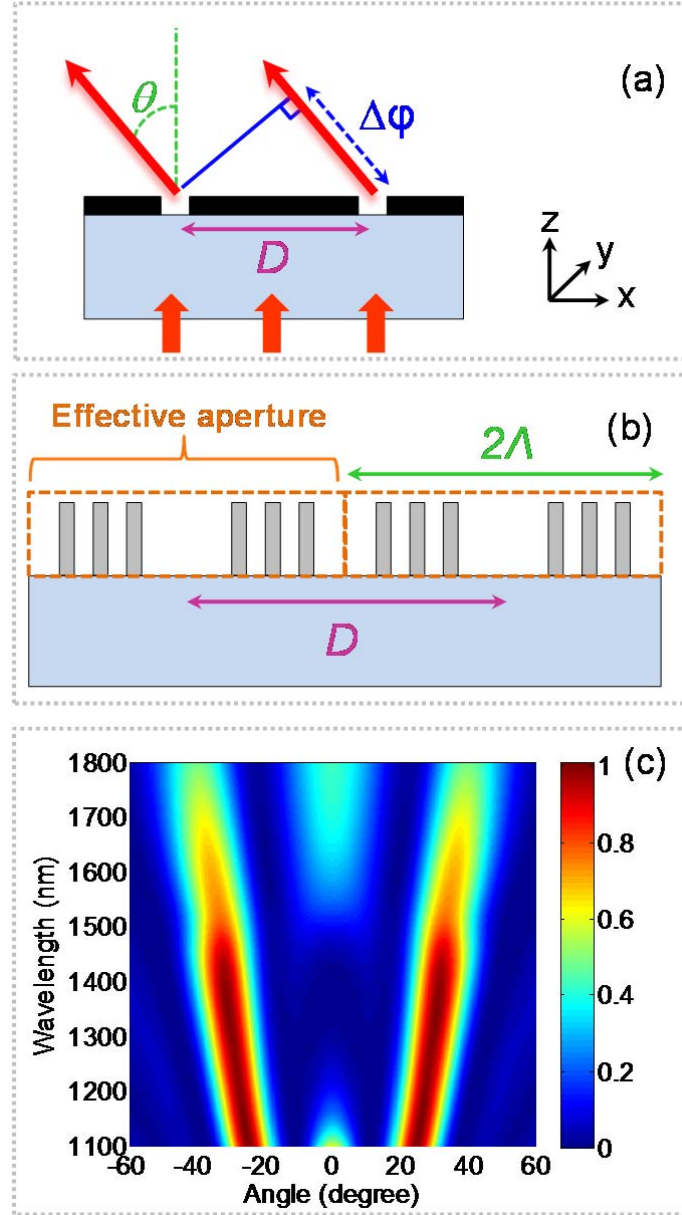 (a)
θ
Δφ
D
z
y
x
Effective aperture
(b)
2Λ
D
(c)
1800
1700
1600
1500
1400
1300
1200
1100
Wavelength (nm)
-60 -40 -20 0 20 40 60
Angle (degree)
1
0.8
0.6
0.4
0.2
0